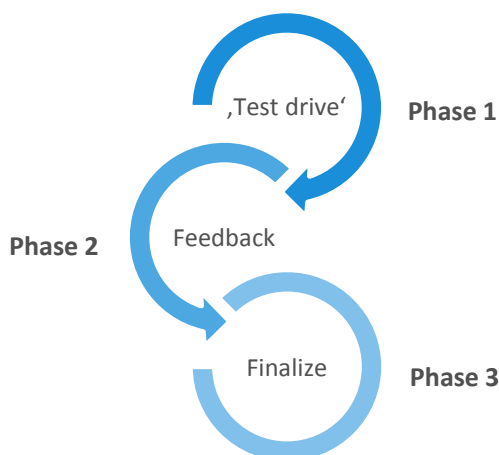 ‚Test drive‘
Phase 1
Phase 2
Feedback
Finalize
Phase 3